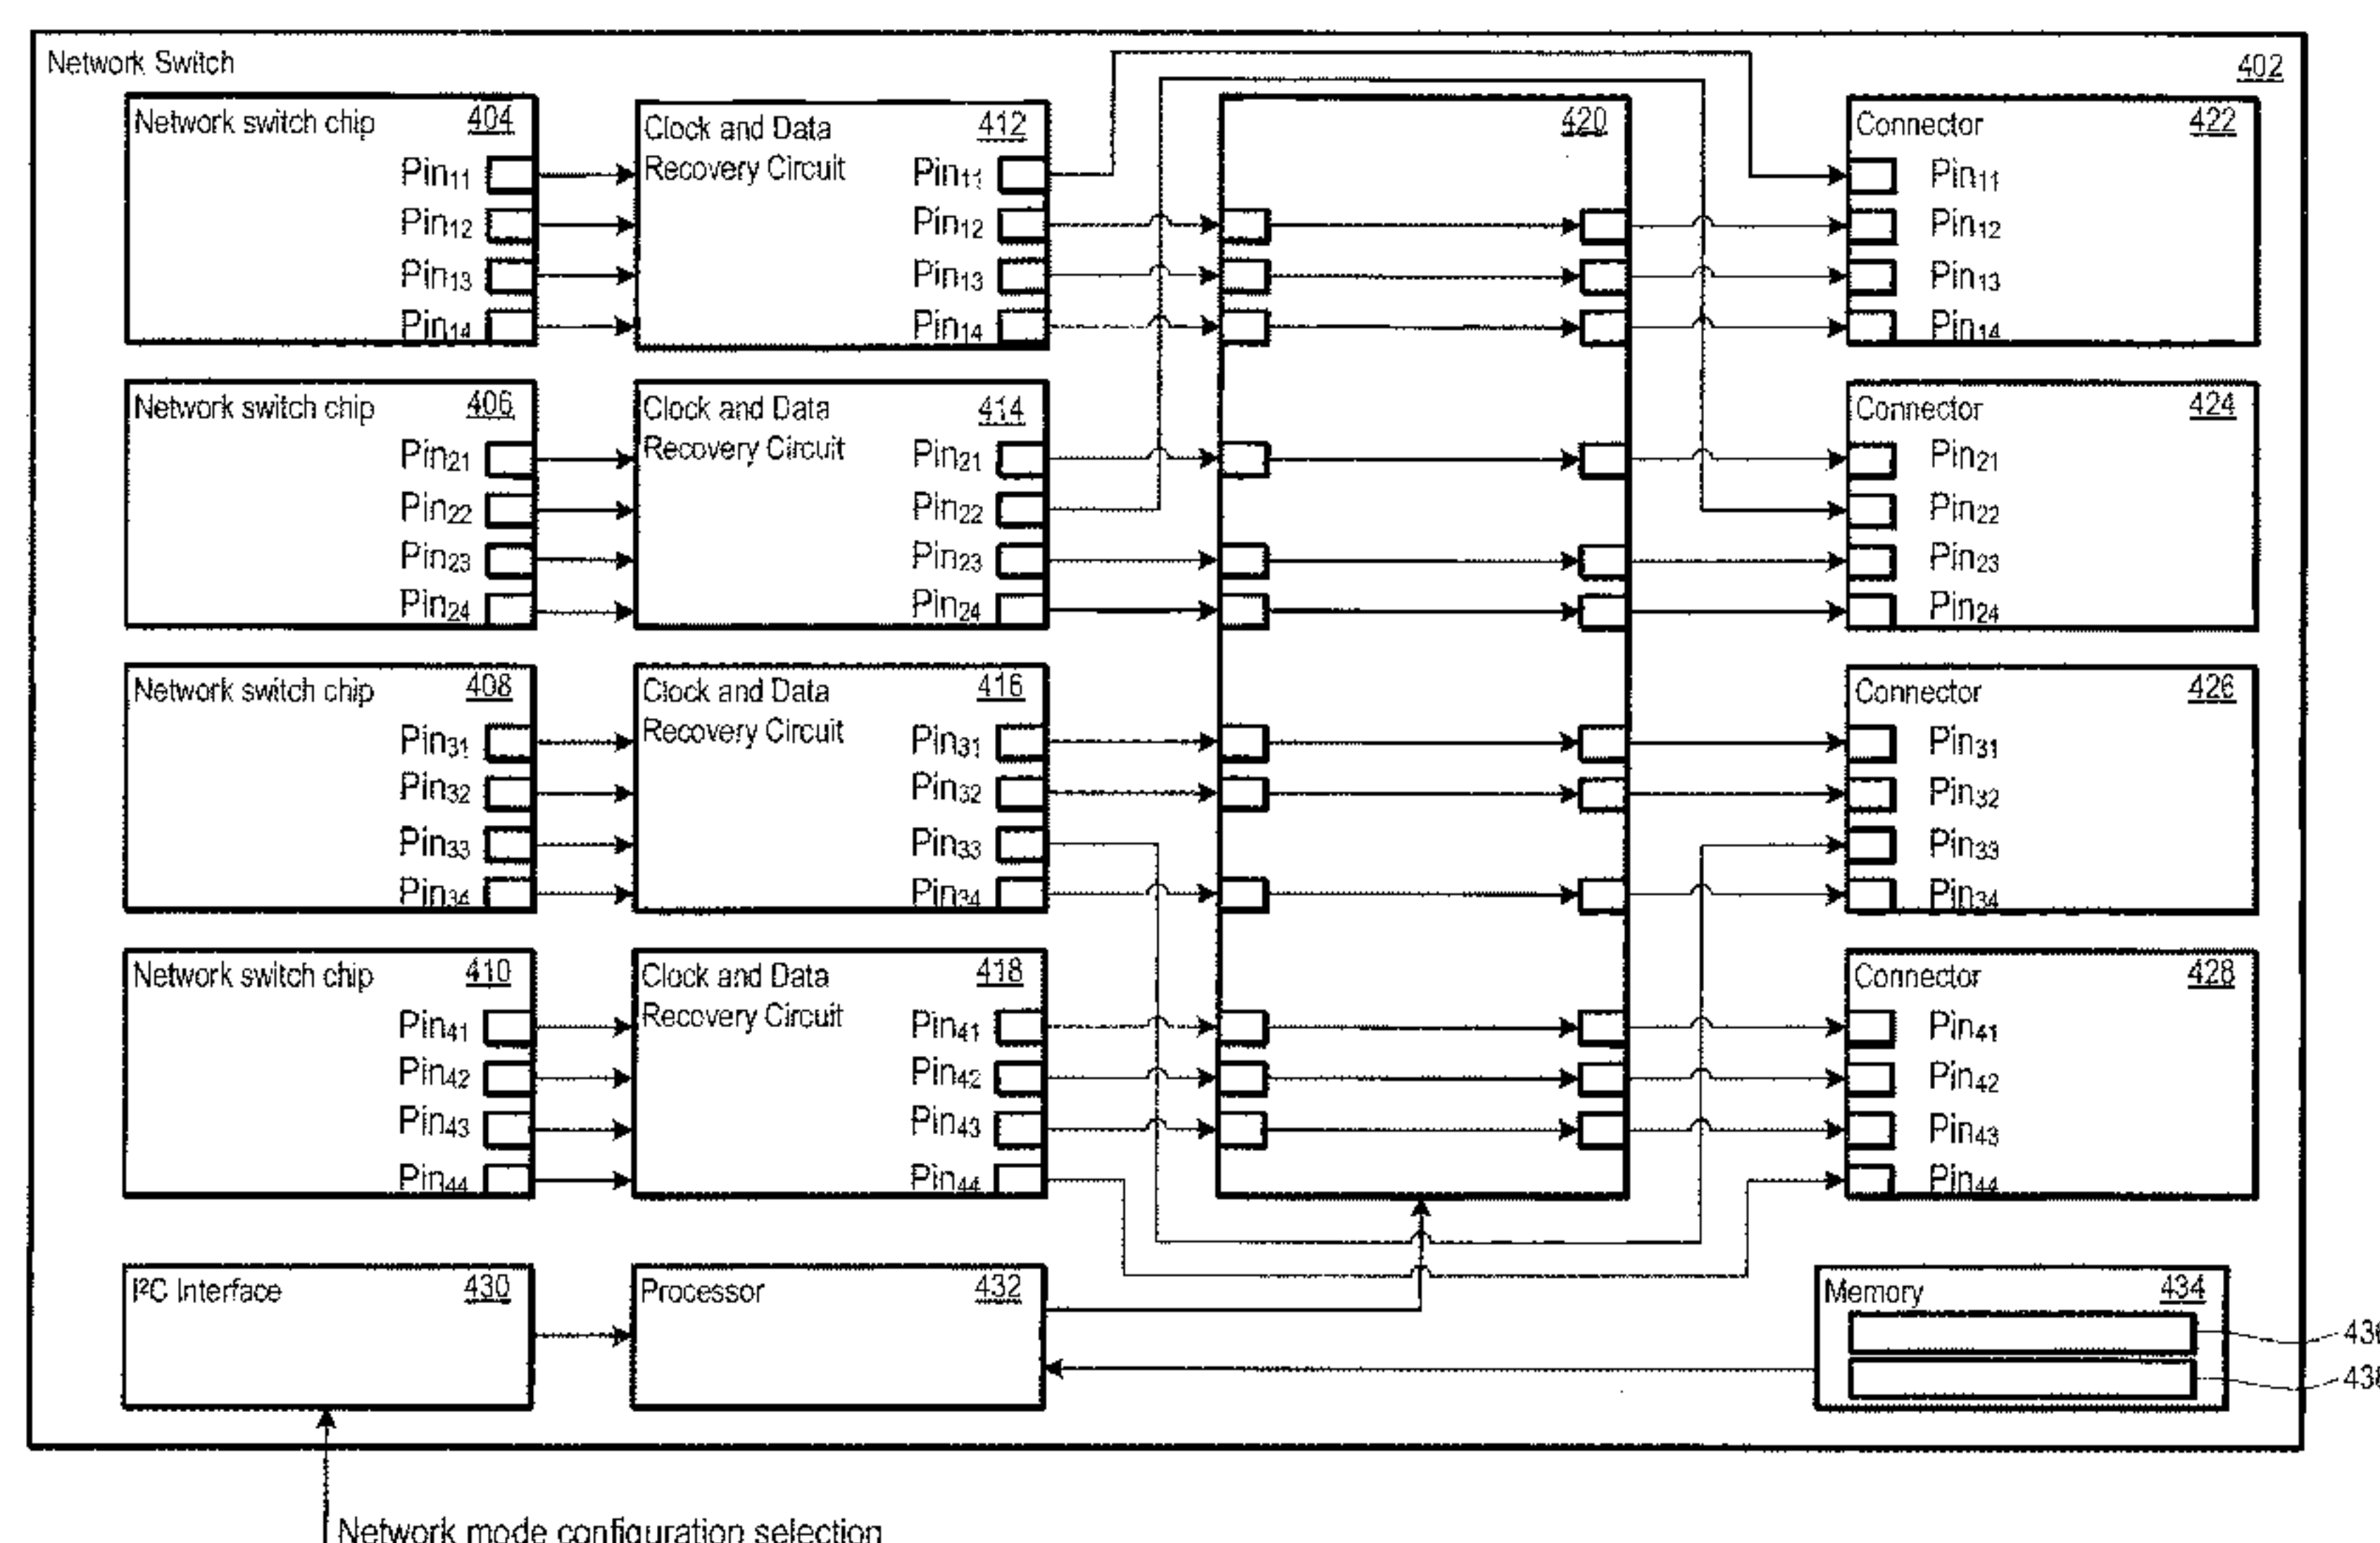 Network Switch
402
Network switch chip 404
Pin11
Pin12
Pin13
Pin14
Clock and Data 412
Recovery Circuit
Pin11
Pin12
Pin13
Pin14
420
Connector 422
Pin11
Pin12
Pin13
Pin14
Network switch chip 406
Pin21
Pin22
Pin23
Pin24
Clock and Data 414
Recovery Circuit
Pin21
Pin22
Pin23
Pin24
Connector 424
Pin21
Pin22
Pin23
Pin24
Network switch chip 408
Pin31
Pin32
Pin33
Pin34
Clock and Data 416
Recovery Circuit
Pin31
Pin32
Pin33
Pin34
Connector 426
Pin31
Pin32
Pin33
Pin34
Network switch chip 410
Pin41
Pin42
Pin43
Pin44
Clock and Data 418
Recovery Circuit
Pin41
Pin42
Pin43
Pin44
Connector 428
Pin41
Pin42
Pin43
Pin44
I²C Interface 430
Processor 432
Memory 434
Network mode configuration selection